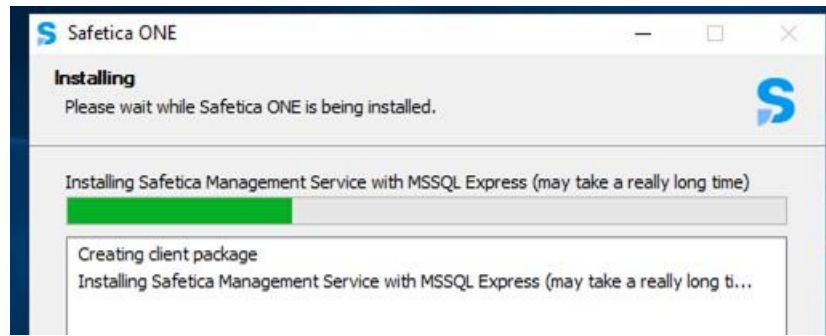 Safetica ONE
Installing
Please wait while Safetica ONE is being installed.
Installing Safetica Management Service with MSSQL Express (may take a really long time)
Creating client package
Installing Safetica Management Service with MSSQL Express (may take a really long ti...